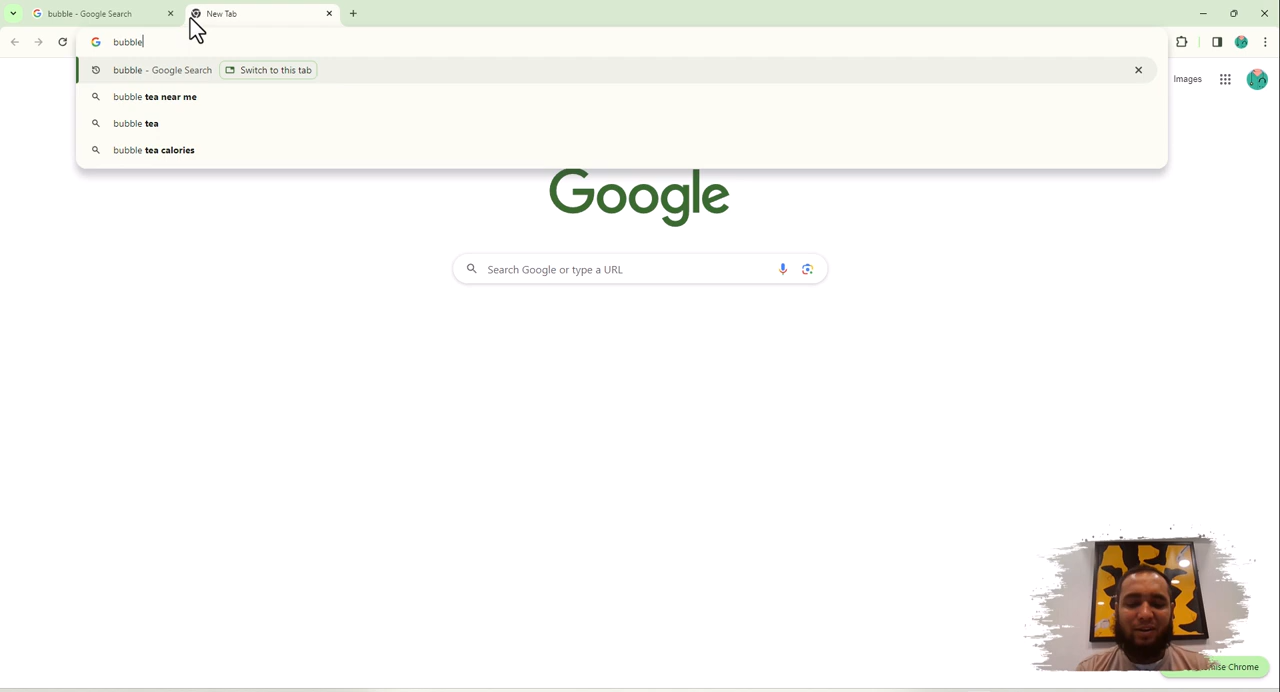 bubble - Google Search
New Tab
bubble
bubble - Google Search Switch to this tab
bubble tea near me
bubble tea
bubble tea calories
Images
Google
Search Google or type a URL
Chrome